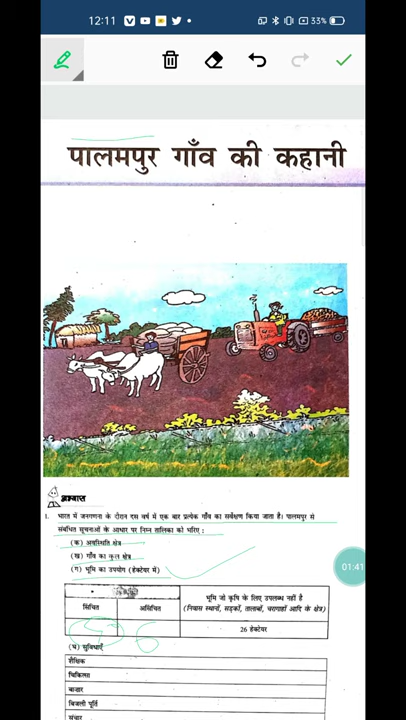 12:11
33%
पालमपुर गाँव की कहानी
अभ्यास
1. भारत में जनगणना के दौरान दस वर्ष में एक बार प्रत्येक गाँव का सर्वेक्षण किया जाता है। पालमपुर से
संबंधित सूचनाओं के आधार पर निम्न तालिका को भरिए :
(क) अवस्थिति क्षेत्र
(ख) गाँव का कुल क्षेत्र
(ग) भूमि का उपयोग (हेक्टेयर में)
भूमि जो कृषि के लिए उपलब्ध नहीं है
सिंचित असिंचित (निवास स्थानों, सड़कों, तालाबों, चरागाहों आदि के क्षेत्र)
26 हेक्टेयर
(घ) सुविधाएँ
शैक्षिक
चिकित्सा
बाज़ार
बिजली पूर्ति
संचार
01:41